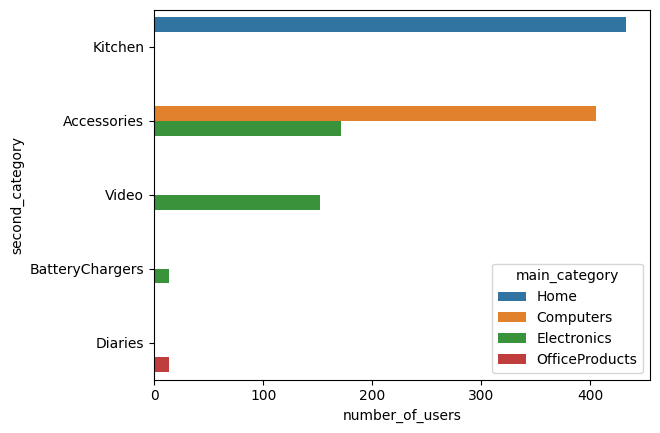 second_category
Kitchen
Accessories
Video
BatteryChargers
Diaries
main_category
Home
Computers
Electronics
OfficeProducts
0 100 200 300 400
number_of_users